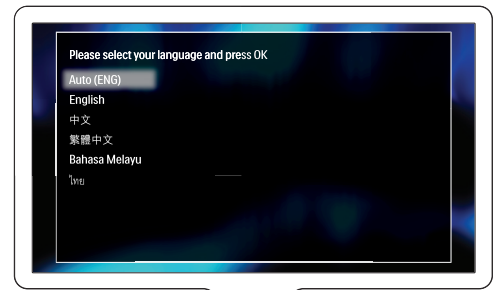 Please select your language and press OK
Auto (ENG)
English
中文
繁體中文
Bahasa Melayu
ไทย